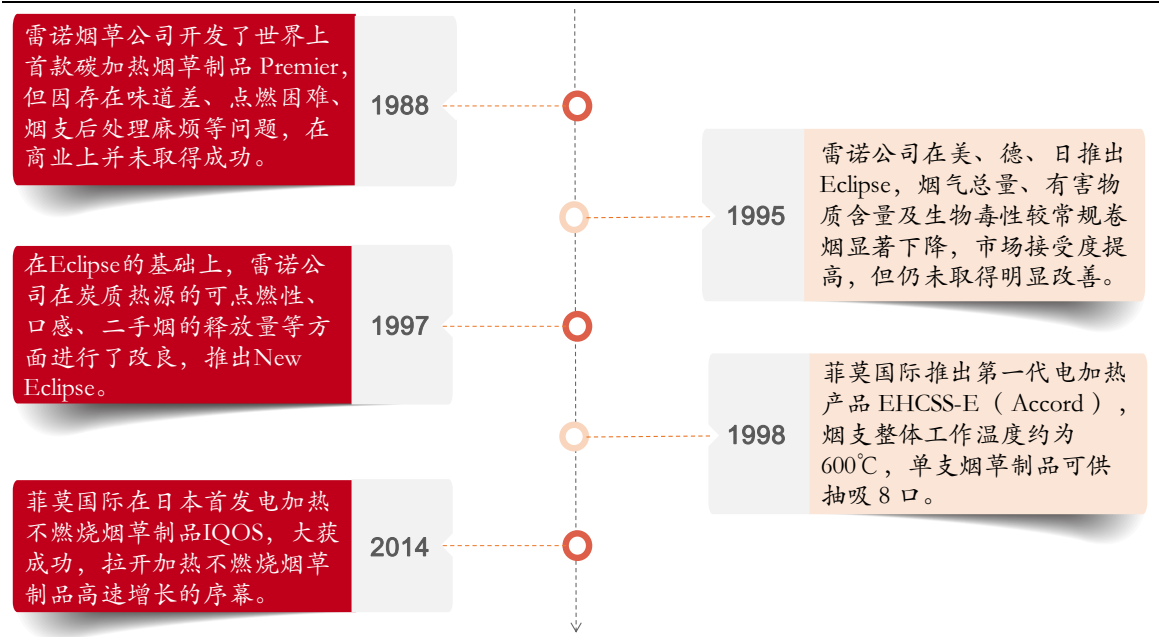 雷诺烟草公司开发了世界上
首款碳加热烟草制品 Premier，
但因存在味道差、点燃困难、
烟支后处理麻烦等问题，在
商业上并未取得成功。
1988
雷诺公司在美、德、日推出
Eclipse，烟气总量、有害物
质含量及生物毒性较常规卷
烟显著下降，市场接受度提
高，但仍未取得明显改善。
1995
在Eclipse的基础上，雷诺公
司在炭质热源的可点燃性、
口感、二手烟的释放量等方
面进行了改良，推出New
Eclipse。
1997
菲莫国际推出第一代电加热
产品 EHCSS-E（ Accord ），
烟支整体工作温度约为
600℃，单支烟草制品可供
抽吸 8 口。
1998
菲莫国际在日本首发电加热
不燃烧烟草制品IQOS，大获
成功，拉开加热不燃烧烟草
制品高速增长的序幕。
2014